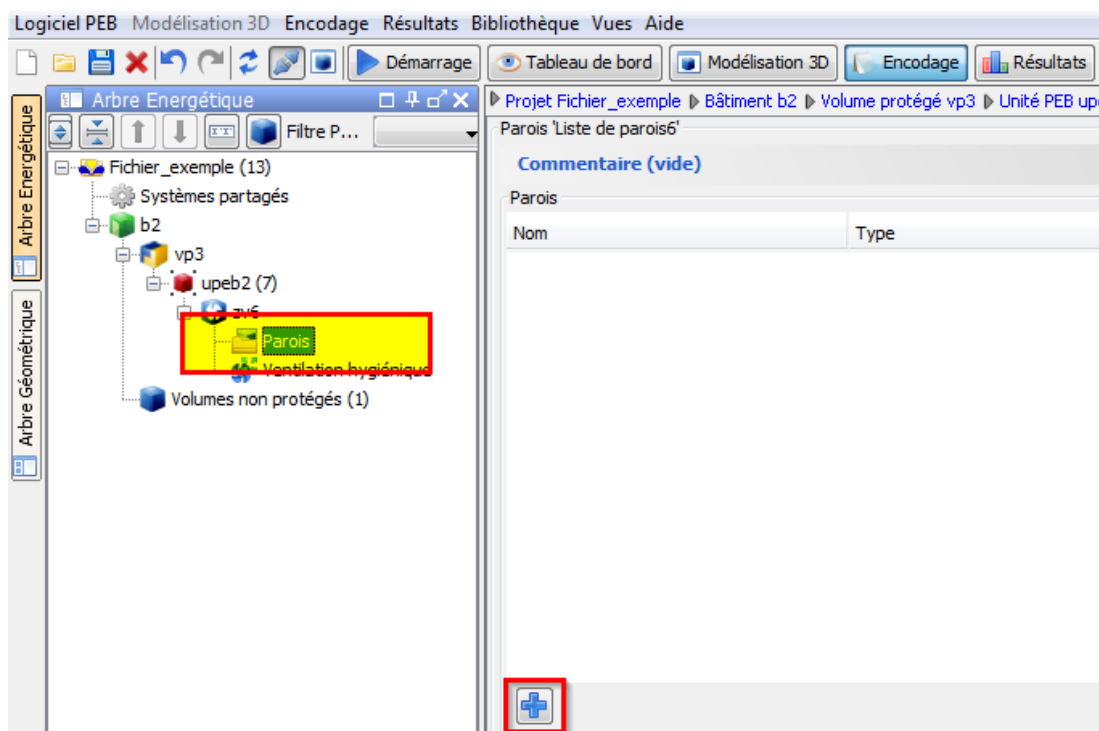 Logiciel PEB Modélisation 3D Encodage Résultats Bibliothèque Vues Aide
Démarrage Tableau de bord Modélisation 3D Encodage Résultats
Arbre Energétique
Arbre Géométrique
Arbre Energétique
Filtre P...
Fichier_exemple (13)
Systèmes partagés
b2
vp3
upeb2 (7)
zv6
Parois
Ventilation hygiénique
Volumes non protégés (1)
Projet Fichier_exemple Bâtiment b2 Volume protégé vp3 Unité PEB up
Parois 'Liste de parois6'
Commentaire (vide)
Parois
Nom Type